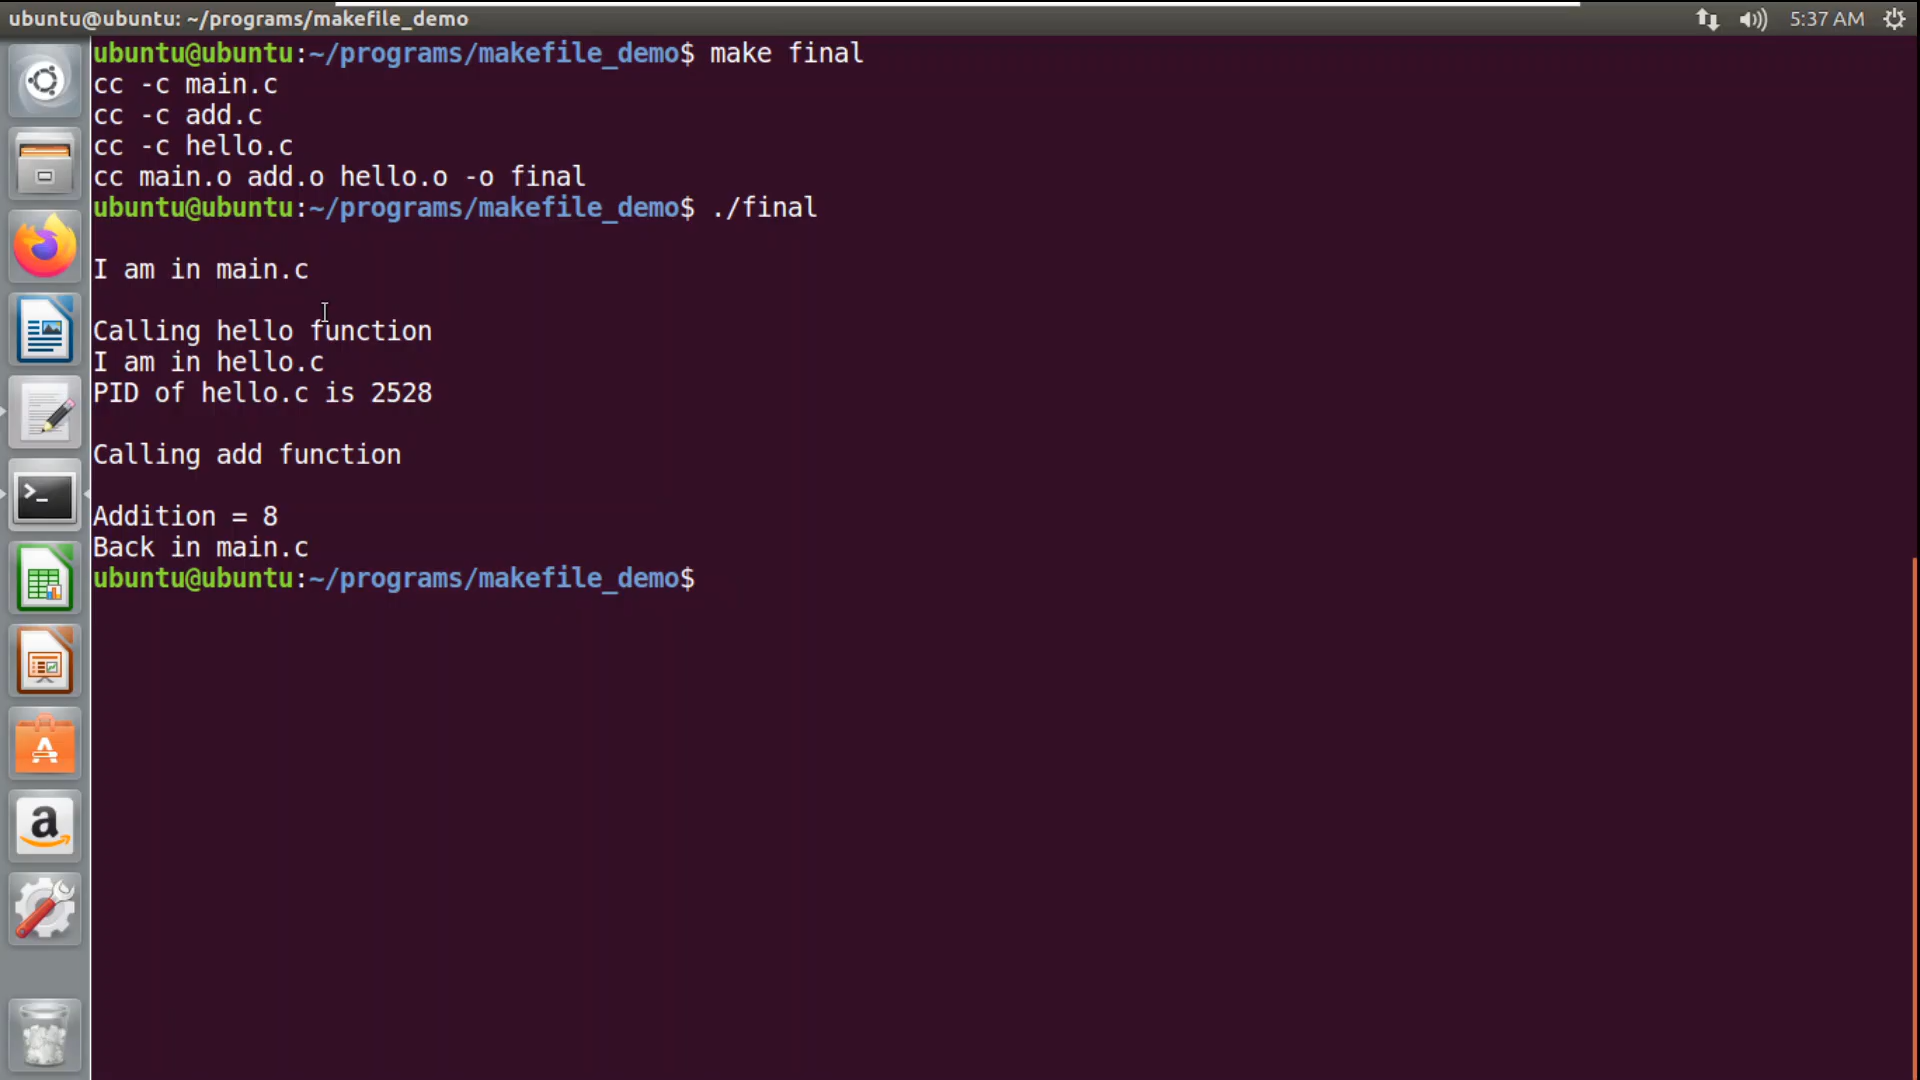 ubuntu@ubuntu: ~/programs/makefile_demo
5:37 AM
ubuntu@ubuntu:~/programs/makefile_demo$ make final
cc -c main.c
cc -c add.c
cc -c hello.c
cc main.o add.o hello.o -o final
ubuntu@ubuntu:~/programs/makefile_demo$ ./final
I am in main.c
Calling hello function
I am in hello.c
PID of hello.c is 2528
Calling add function
Addition = 8
Back in main.c
ubuntu@ubuntu:~/programs/makefile_demo$